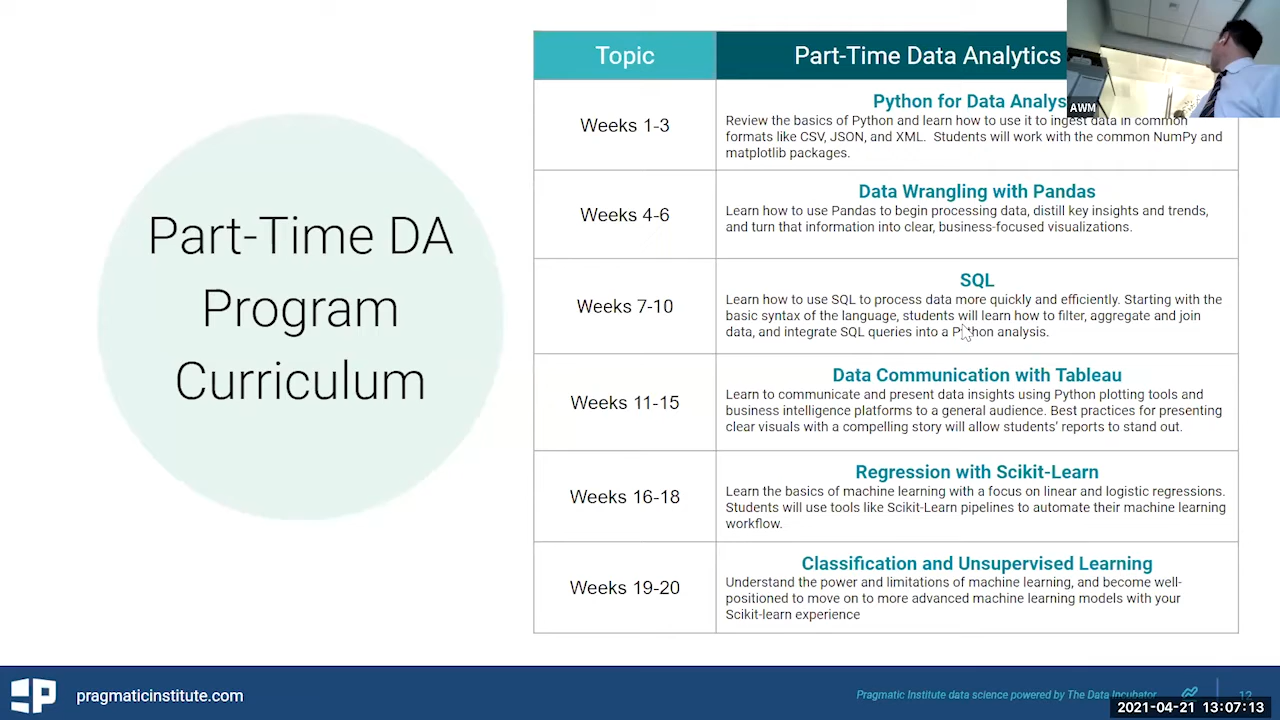 Part-Time DA
Program
Curriculum
Topic
Part-Time Data Analytics
Weeks 1-3
Python for Data Analys
Review the basics of Python and learn how to use it to ingest data in common
formats like CSV, JSON, and XML. Students will work with the common NumPy and
matplotlib packages.
Weeks 4-6
Data Wrangling with Pandas
Learn how to use Pandas to begin processing data, distill key insights and trends,
and turn that information into clear, business-focused visualizations.
Weeks 7-10
SQL
Learn how to use SQL to process data more quickly and efficiently. Starting with the
basic syntax of the language, students will learn how to filter, aggregate and join
data, and integrate SQL queries into a Python analysis.
Weeks 11-15
Data Communication with Tableau
Learn to communicate and present data insights using Python plotting tools and
business intelligence platforms to a general audience. Best practices for presenting
clear visuals with a compelling story will allow students' reports to stand out.
Weeks 16-18
Regression with Scikit-Learn
Learn the basics of machine learning with a focus on linear and logistic regressions.
Students will use tools like Scikit-Learn pipelines to automate their machine learning
workflow.
Weeks 19-20
Classification and Unsupervised Learning
Understand the power and limitations of machine learning, and become well-
positioned to move on to more advanced machine learning models with your
Scikit-learn experience
AWM
pragmaticinstitute.com
Pragmatic Institute data science powered by The Data Incubator
12
2021-04-21 13:07:13